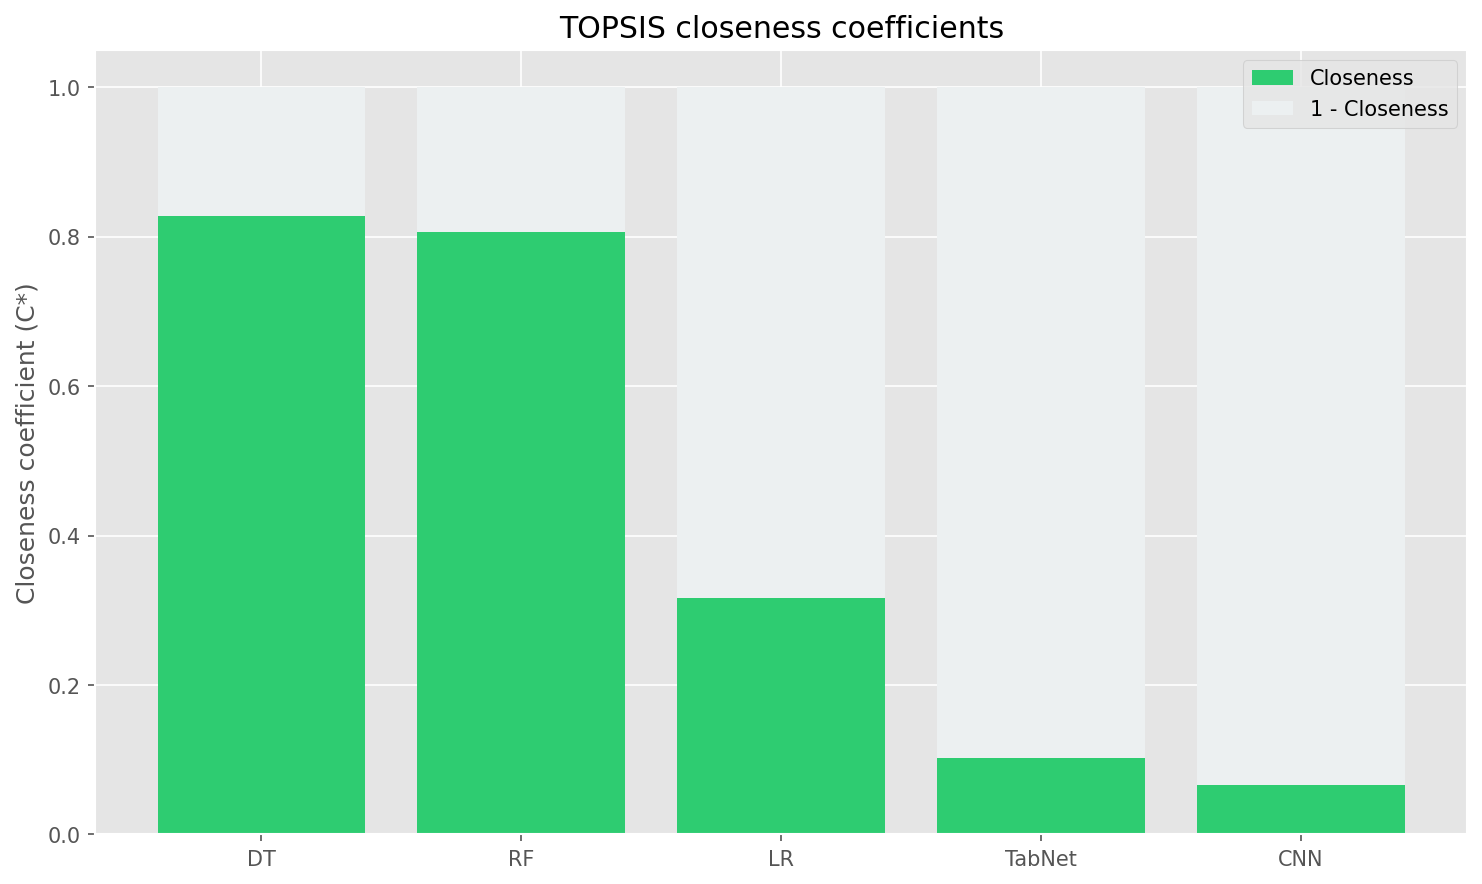 TOPSIS closeness coefficients
Closeness
1 - Closeness
Closeness coefficient (C*)
1.0
0.8
0.6
0.4
0.2
0.0
DT RF LR TabNet CNN